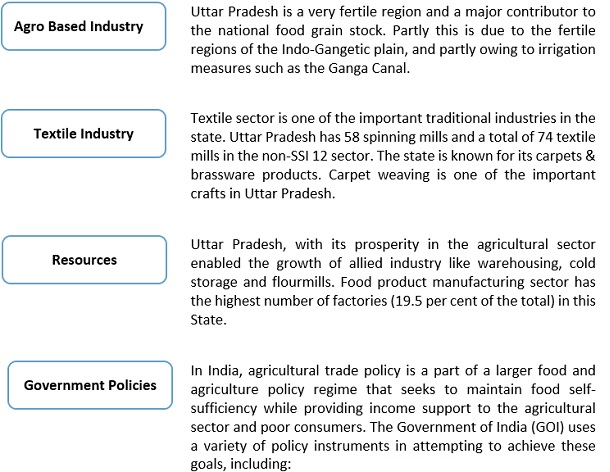 Agro Based Industry
Uttar Pradesh is a very fertile region and a major contributor to
the national food grain stock. Partly this is due to the fertile
regions of the Indo-Gangetic plain, and partly owing to irrigation
measures such as the Ganga Canal.
Textile Industry
Textile sector is one of the important traditional industries in the
state. Uttar Pradesh has 58 spinning mills and a total of 74 textile
mills in the non-SSI 12 sector. The state is known for its carpets &
brassware products. Carpet weaving is one of the important
crafts in Uttar Pradesh.
Resources
Uttar Pradesh, with its prosperity in the agricultural sector
enabled the growth of allied industry like warehousing, cold
storage and flourmills. Food product manufacturing sector has
the highest number of factories (19.5 per cent of the total) in this
State.
Government Policies
In India, agricultural trade policy is a part of a larger food and
agriculture policy regime that seeks to maintain food self-
sufficiency while providing income support to the agricultural
sector and poor consumers. The Government of India (GOI) uses
a variety of policy instruments in attempting to achieve these
goals, including: